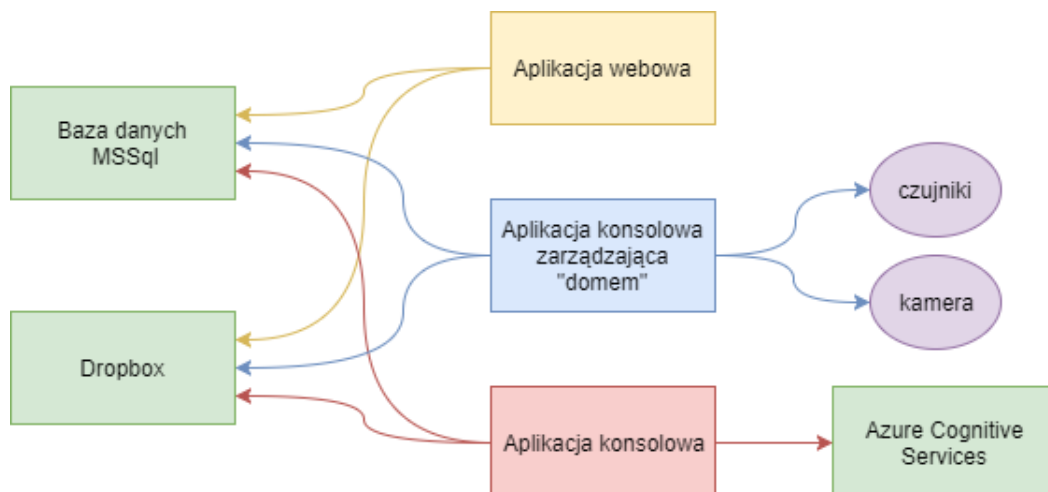 Aplikacja webowa
Baza danych
MSSql
czujniki
Aplikacja konsolowa
zarządzająca
"domem"
kamera
Dropbox
Aplikacja konsolowa
Azure Cognitive
Services